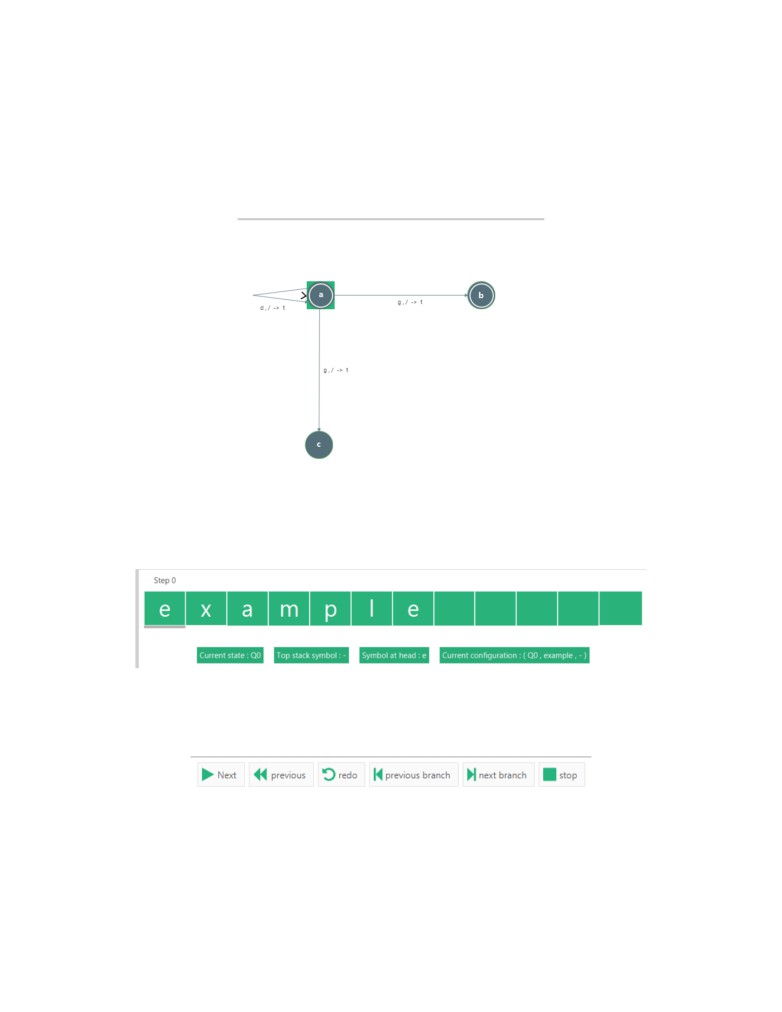 a
b
d,/ -> 1
g,/ -> 1
g,/ -> 1
c
Step 0
e x a m p l e
Current state : Q0 Top stack symbol : - Symbol at head : e Current configuration : ( Q0 , example , - )
Next previous redo previous branch next branch stop